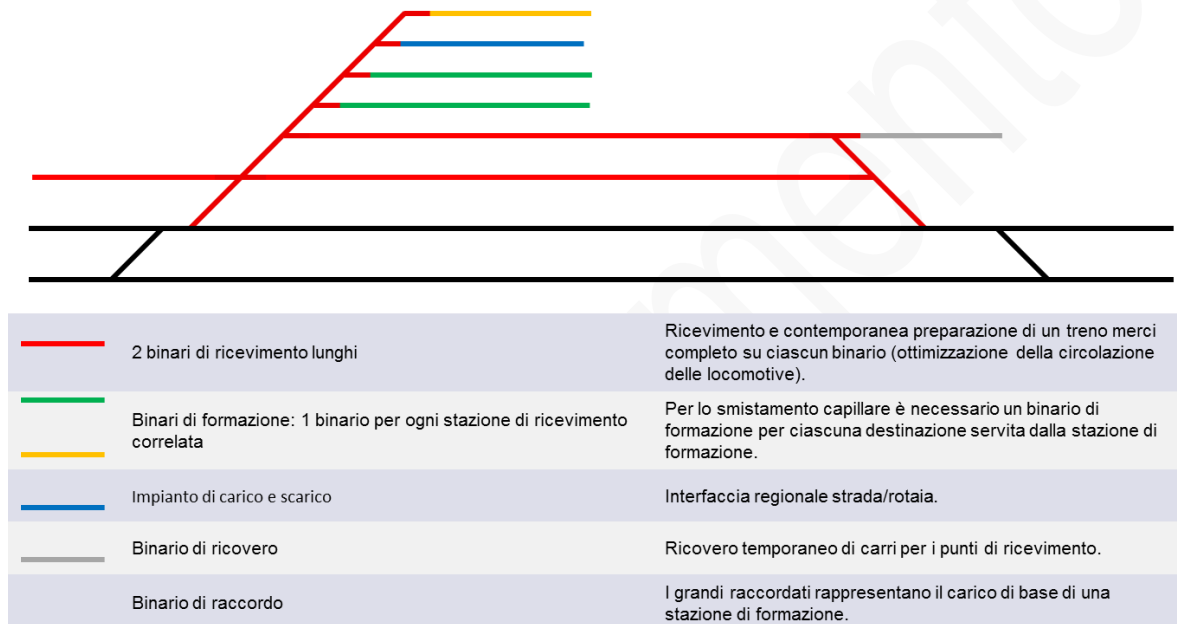 2 binari di ricevimento lunghi
Ricevimento e contemporanea preparazione di un treno merci
completo su ciascun binario (ottimizzazione della circolazione
delle locomotive).
Binari di formazione: 1 binario per ogni stazione di ricevimento
correlata
Per lo smistamento capillare è necessario un binario di
formazione per ciascuna destinazione servita dalla stazione di
formazione.
Impianto di carico e scarico
Interfaccia regionale strada/rotaia.
Binario di ricovero
Ricovero temporaneo di carri per i punti di ricevimento.
Binario di raccordo
I grandi raccordati rappresentano il carico di base di una
stazione di formazione.